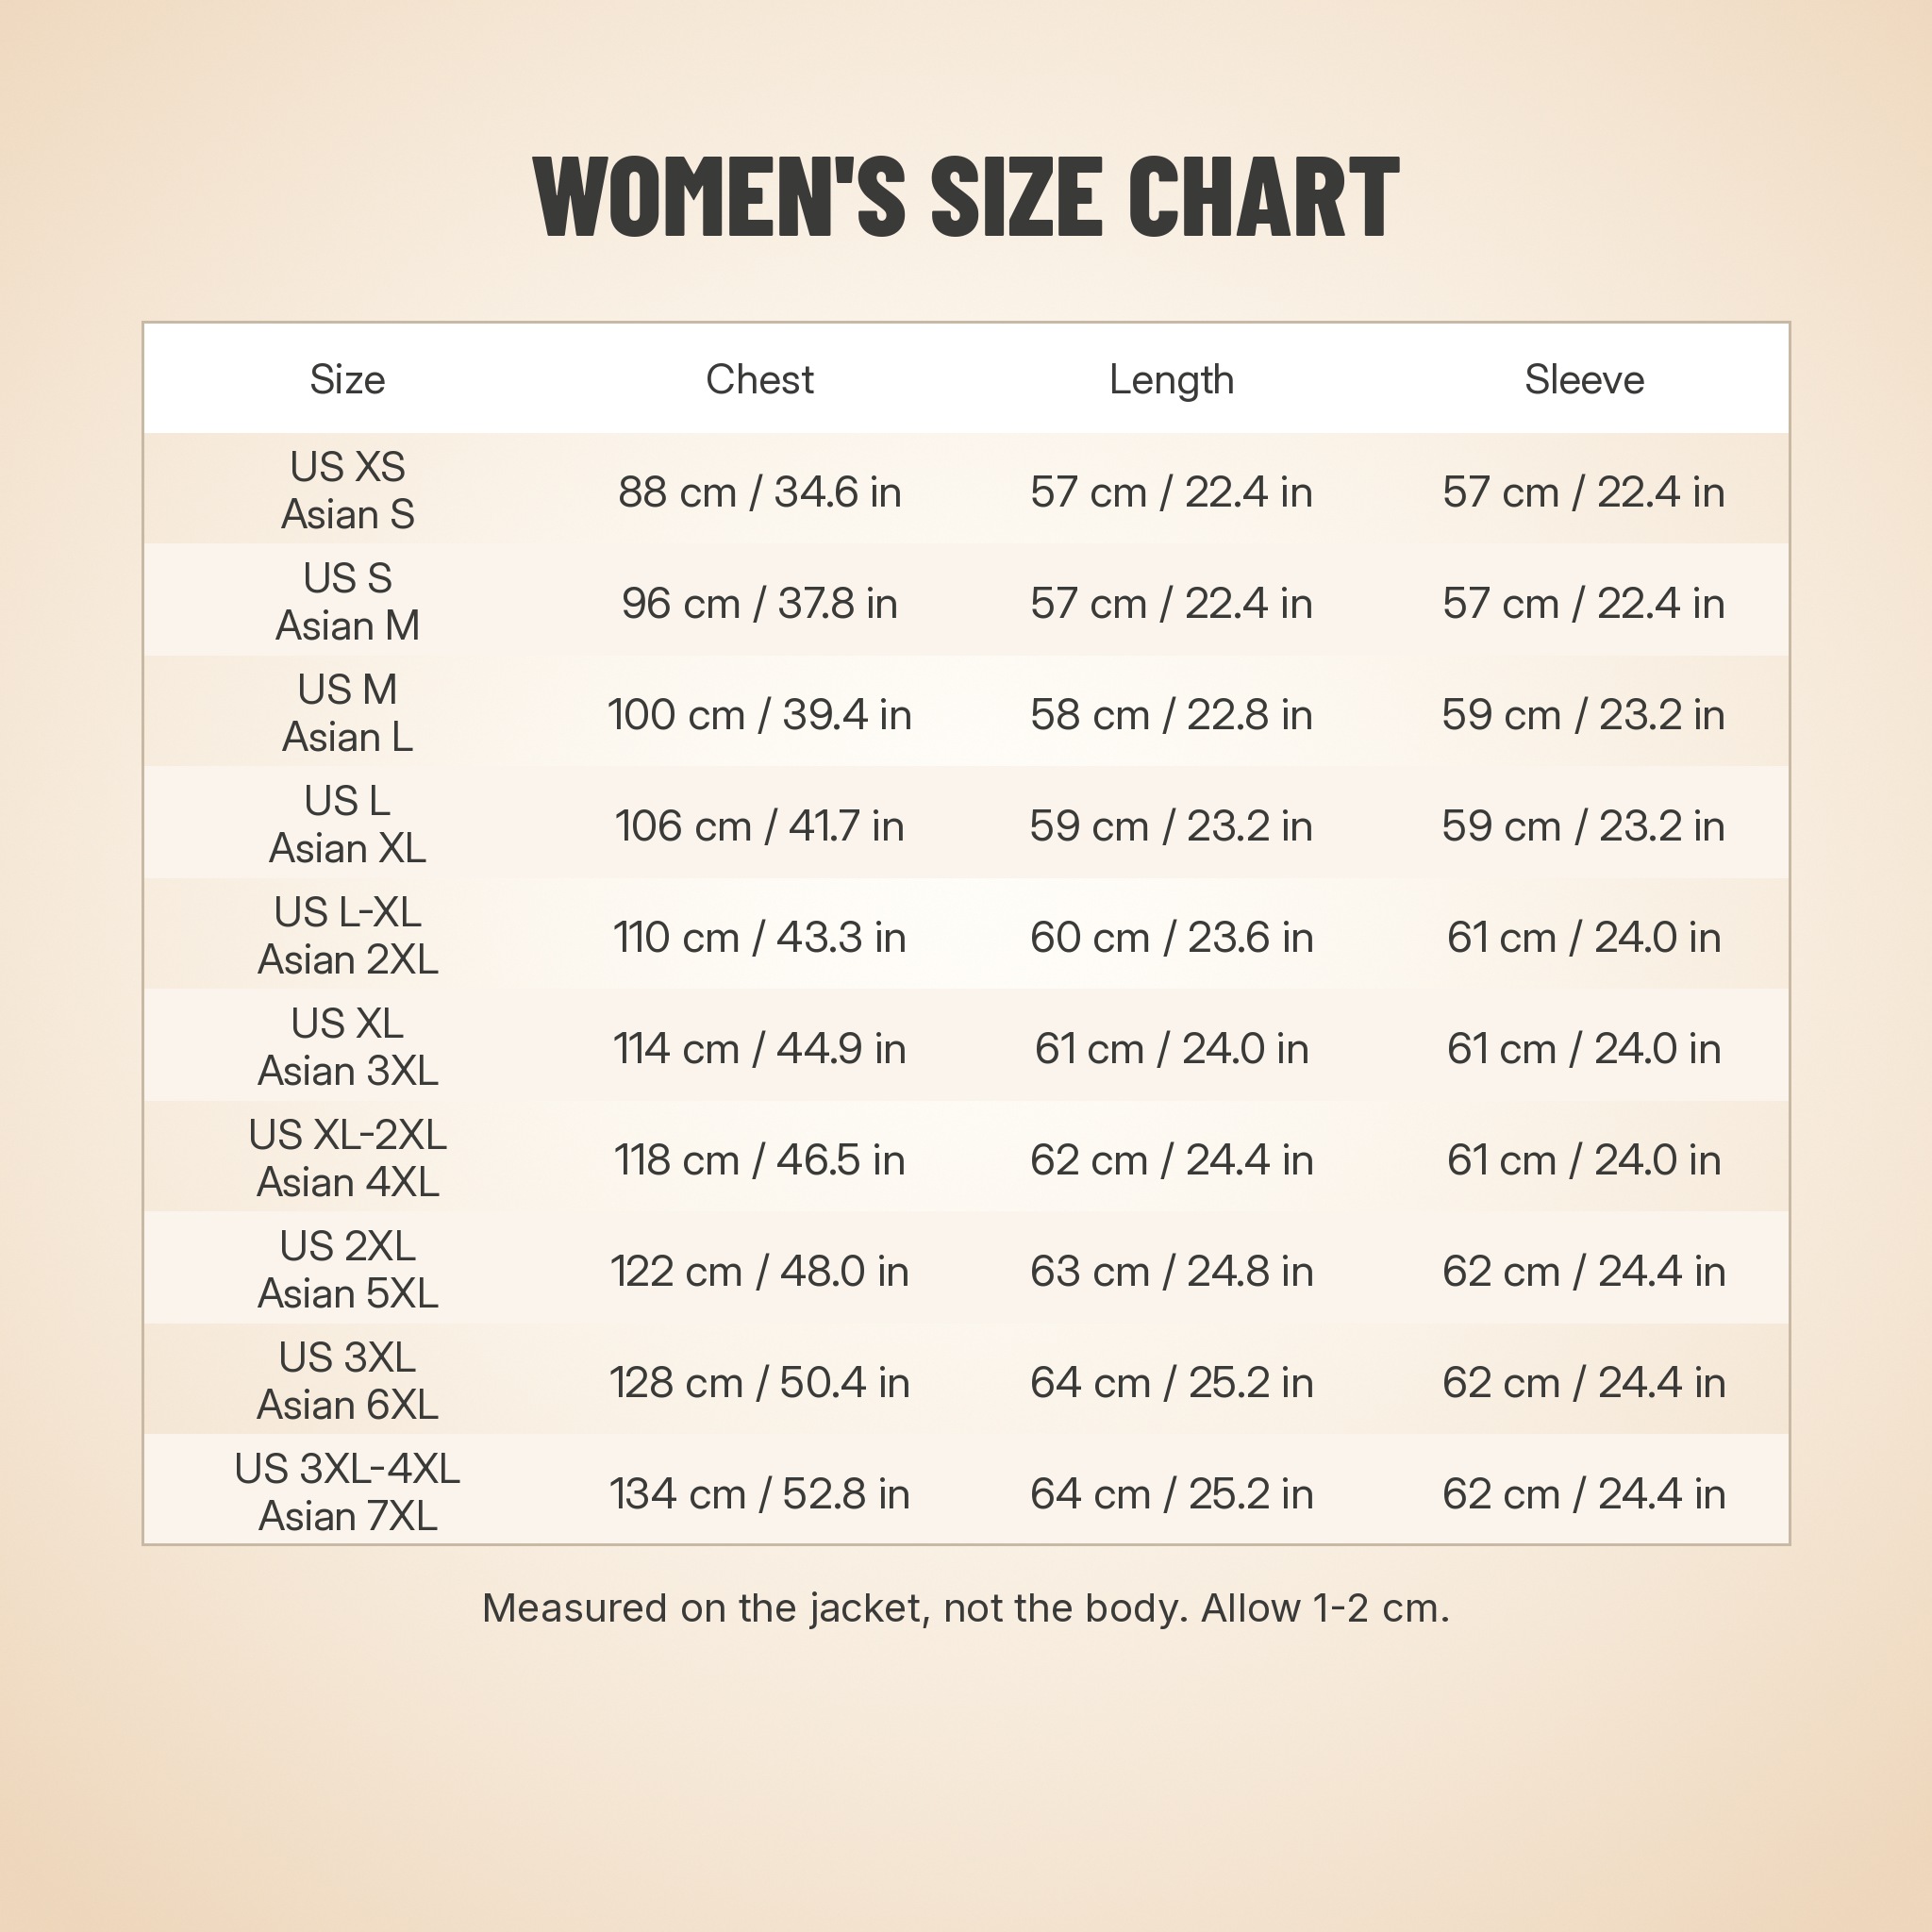 WOMEN'S SIZE CHART
Size Chest Length Sleeve
US XS
Asian S
88 cm / 34.6 in 57 cm / 22.4 in 57 cm / 22.4 in
US S
Asian M
96 cm / 37.8 in 57 cm / 22.4 in 57 cm / 22.4 in
US M
Asian L
100 cm / 39.4 in 58 cm / 22.8 in 59 cm / 23.2 in
US L
Asian XL
106 cm / 41.7 in 59 cm / 23.2 in 59 cm / 23.2 in
US L-XL
Asian 2XL
110 cm / 43.3 in 60 cm / 23.6 in 61 cm / 24.0 in
US XL
Asian 3XL
114 cm / 44.9 in 61 cm / 24.0 in 61 cm / 24.0 in
US XL-2XL
Asian 4XL
118 cm / 46.5 in 62 cm / 24.4 in 61 cm / 24.0 in
US 2XL
Asian 5XL
122 cm / 48.0 in 63 cm / 24.8 in 62 cm / 24.4 in
US 3XL
Asian 6XL
128 cm / 50.4 in 64 cm / 25.2 in 62 cm / 24.4 in
US 3XL-4XL
Asian 7XL
134 cm / 52.8 in 64 cm / 25.2 in 62 cm / 24.4 in
Measured on the jacket, not the body. Allow 1-2 cm.